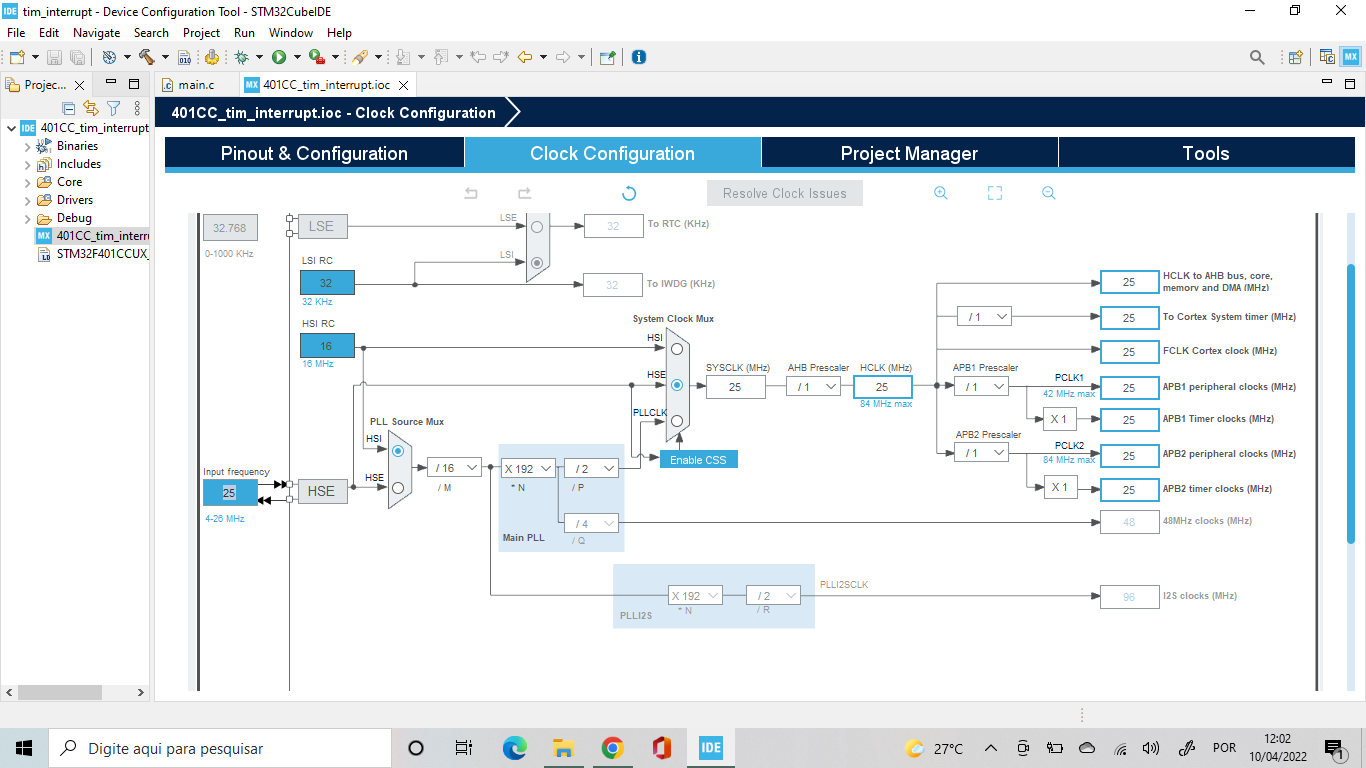 IDE tim_interrupt - Device Configuration Tool - STM32CubeIDE
File Edit Navigate Search Project Run Window Help
Projec...
main.c
MX 401CC_tim_interrupt.ioc
IDE 401CC_tim_interrupt
Binaries
Includes
Core
Drivers
Debug
MX 401CC_tim_interr
STM32F401CCUX_
401CC_tim_interrupt.ioc - Clock Configuration
Pinout & Configuration
Clock Configuration
Project Manager
Tools
Resolve Clock Issues
32.768
0-1000 KHz
LSE
LSE
32
To RTC (KHz)
LSI RC
LSI
32
32 KHz
32
To IWDG (KHz)
HSI RC
16
16 MHz
System Clock Mux
HSI
HSE
PLLCLK
SYSCLK (MHz)
25
AHB Prescaler
/ 1
HCLK (MHz)
25
84 MHz max
Enable CSS
PLL Source Mux
HSI
HSE
Input frequency
25
4-26 MHz
HSE
/ 16
/ M
X 192
* N
/ 2
/ P
/ 4
/ Q
Main PLL
X 192
* N
/ 2
/ R
PLLI2S
PLLI2SCLK
25
HCLK to AHB bus, core,
memory and DMA (MHz)
/ 1
25
To Cortex System timer (MHz)
25
FCLK Cortex clock (MHz)
APB1 Prescaler
/ 1
PCLK1
42 MHz max
25
APB1 peripheral clocks (MHz)
X 1
25
APB1 Timer clocks (MHz)
APB2 Prescaler
/ 1
PCLK2
84 MHz max
25
APB2 peripheral clocks (MHz)
X 1
25
APB2 timer clocks (MHz)
48
48MHz clocks (MHz)
96
I2S clocks (MHz)
Digite aqui para pesquisar
IDE
27°C
POR
12:02
10/04/2022
1